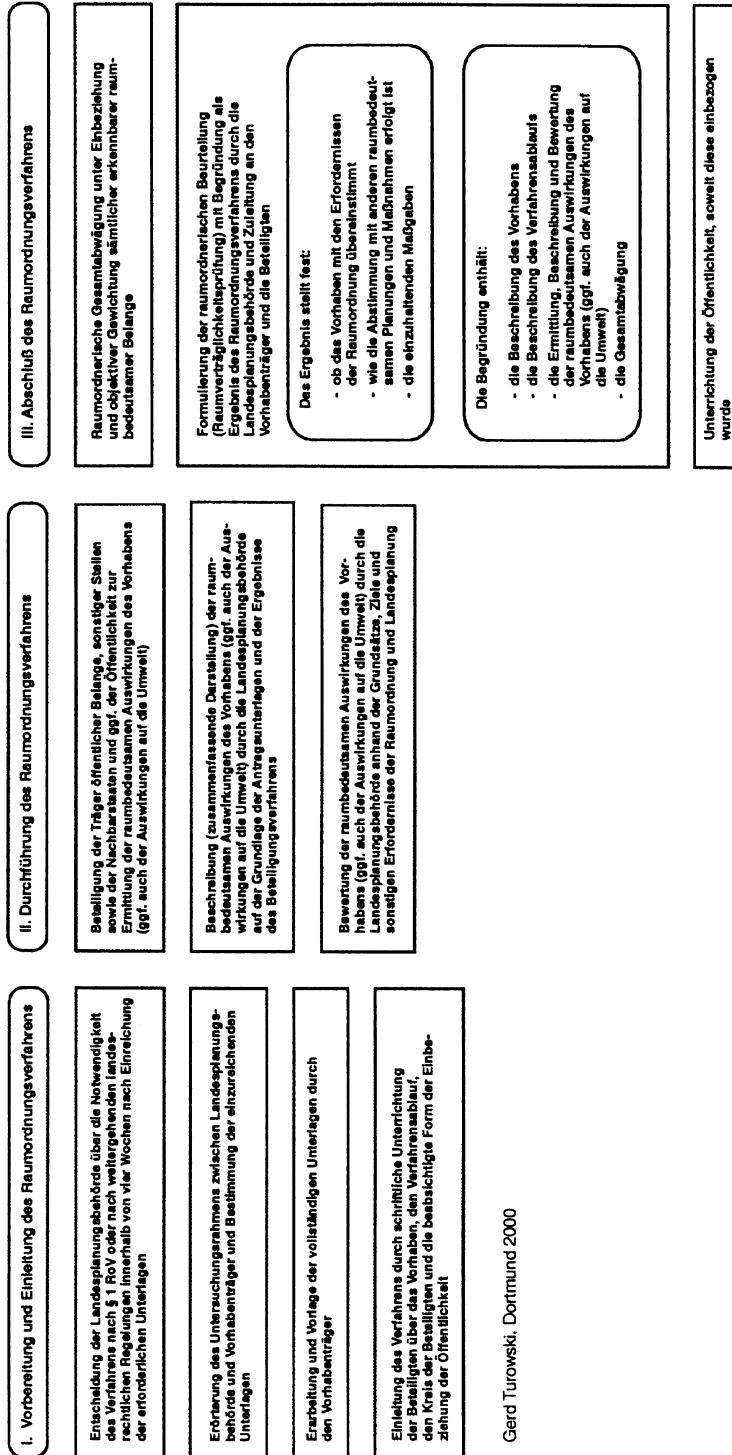 I. Vorbereitung und Einleitung des Raumordnungsverfahrens
Entscheidung der Landesplanungsbehörde über die Notwendigkeit
des Verfahrens nach § 1 RoV oder nach weitergehenden landes-
rechtlichen Regelungen innerhalb von vier Wochen nach Einreichung
der erforderlichen Unterlagen
Erörterung des Untersuchungsrahmens zwischen Landesplanungs-
behörde und Vorhabenträger und Bestimmung der einzureichenden
Unterlagen
Erarbeitung und Vorlage der vollständigen Unterlagen durch
den Vorhabenträger
Einleitung des Verfahrens durch schriftliche Unterrichtung
der Beteiligten über das Vorhaben, den Verfahrensablauf,
den Kreis der Beteiligten und die beabsichtigte Form der Einbe-
ziehung der Öffentlichkeit
Gerd Turowski, Dortmund 2000
II. Durchführung des Raumordnungsverfahrens
Beteiligung der Träger öffentlicher Belange, sonstiger Stellen
sowie der Nachbarstaaten und ggf. der Öffentlichkeit zur
Ermittlung der raumbedeutsamen Auswirkungen des Vorhabens
(ggf. auch der Auswirkungen auf die Umwelt)
Beschreibung (zusammenfassende Darstellung) der raum-
bedeutsamen Auswirkungen des Vorhabens (ggf. auch der Aus-
wirkungen auf die Umwelt) durch die Landesplanungsbehörde
auf der Grundlage der Antragsunterlagen und der Ergebnisse
des Beteiligungsverfahrens
Bewertung der raumbedeutsamen Auswirkungen des Vor-
habens (ggf. auch der Auswirkungen auf die Umwelt) durch die
Landesplanungsbehörde anhand der Grundsätze, Ziele und
sonstigen Erfordernisse der Raumordnung und Landesplanung
III. Abschluß des Raumordnungsverfahrens
Raumordnerische Gesamtabwägung unter Einbeziehung
und objektiver Gewichtung sämtlicher erkennbarer raum-
bedeutsamer Belange
Formulierung der raumordnerischen Beurteilung
(Raumverträglichkeitsprüfung) mit Begründung als
Ergebnis des Raumordnungsverfahrens durch die
Landesplanungsbehörde und Zuleitung an den
Vorhabenträger und die Beteiligten
Das Ergebnis stellt fest:
- ob das Vorhaben mit den Erfordernissen
der Raumordnung übereinstimmt
- wie die Abstimmung mit anderen raumbedeut-
samen Planungen und Maßnahmen erfolgt ist
- die einzuhaltenden Maßgaben
Die Begründung enthält:
- die Beschreibung des Vorhabens
- die Beschreibung des Verfahrensablaufs
- die Ermittlung, Beschreibung und Bewertung
der raumbedeutsamen Auswirkungen des
Vorhabens (ggf. auch der Auswirkungen auf
die Umwelt)
- die Gesamtabwägung
Unterrichtung der Öffentlichkeit, soweit diese einbezogen
wurde